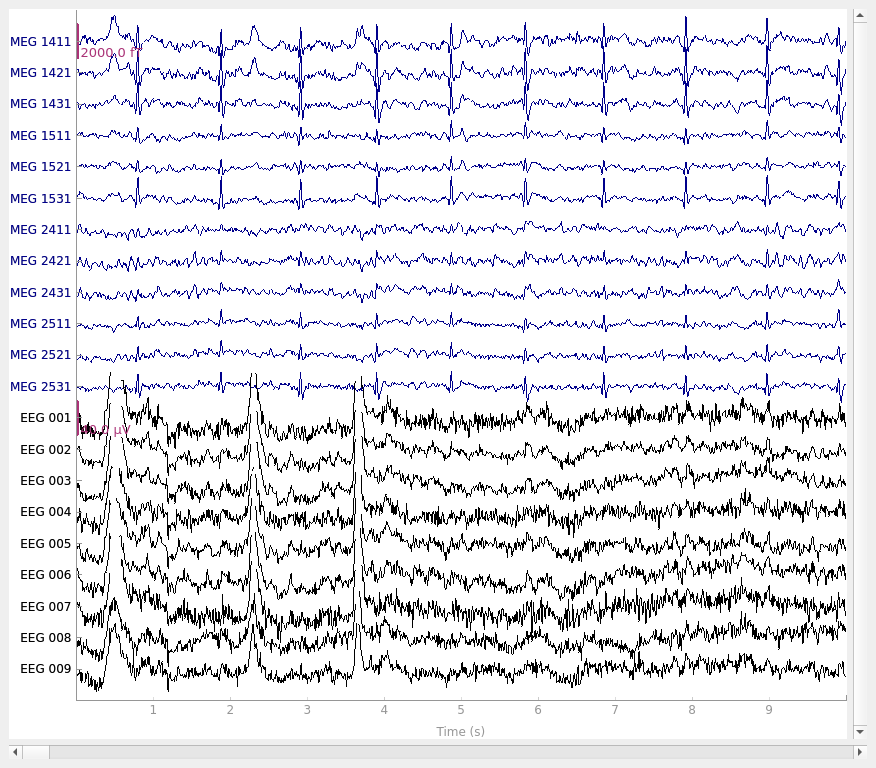 MEG 1411
2000.0 fT
MEG 1421
MEG 1431
MEG 1511
MEG 1521
MEG 1531
MEG 2411
MEG 2421
MEG 2431
MEG 2511
MEG 2521
MEG 2531
EEG 001
µV
EEG 002
EEG 003
EEG 004
EEG 005
EEG 006
EEG 007
EEG 008
EEG 009
1 2 3 4 5 6 7 8 9
Time (s)